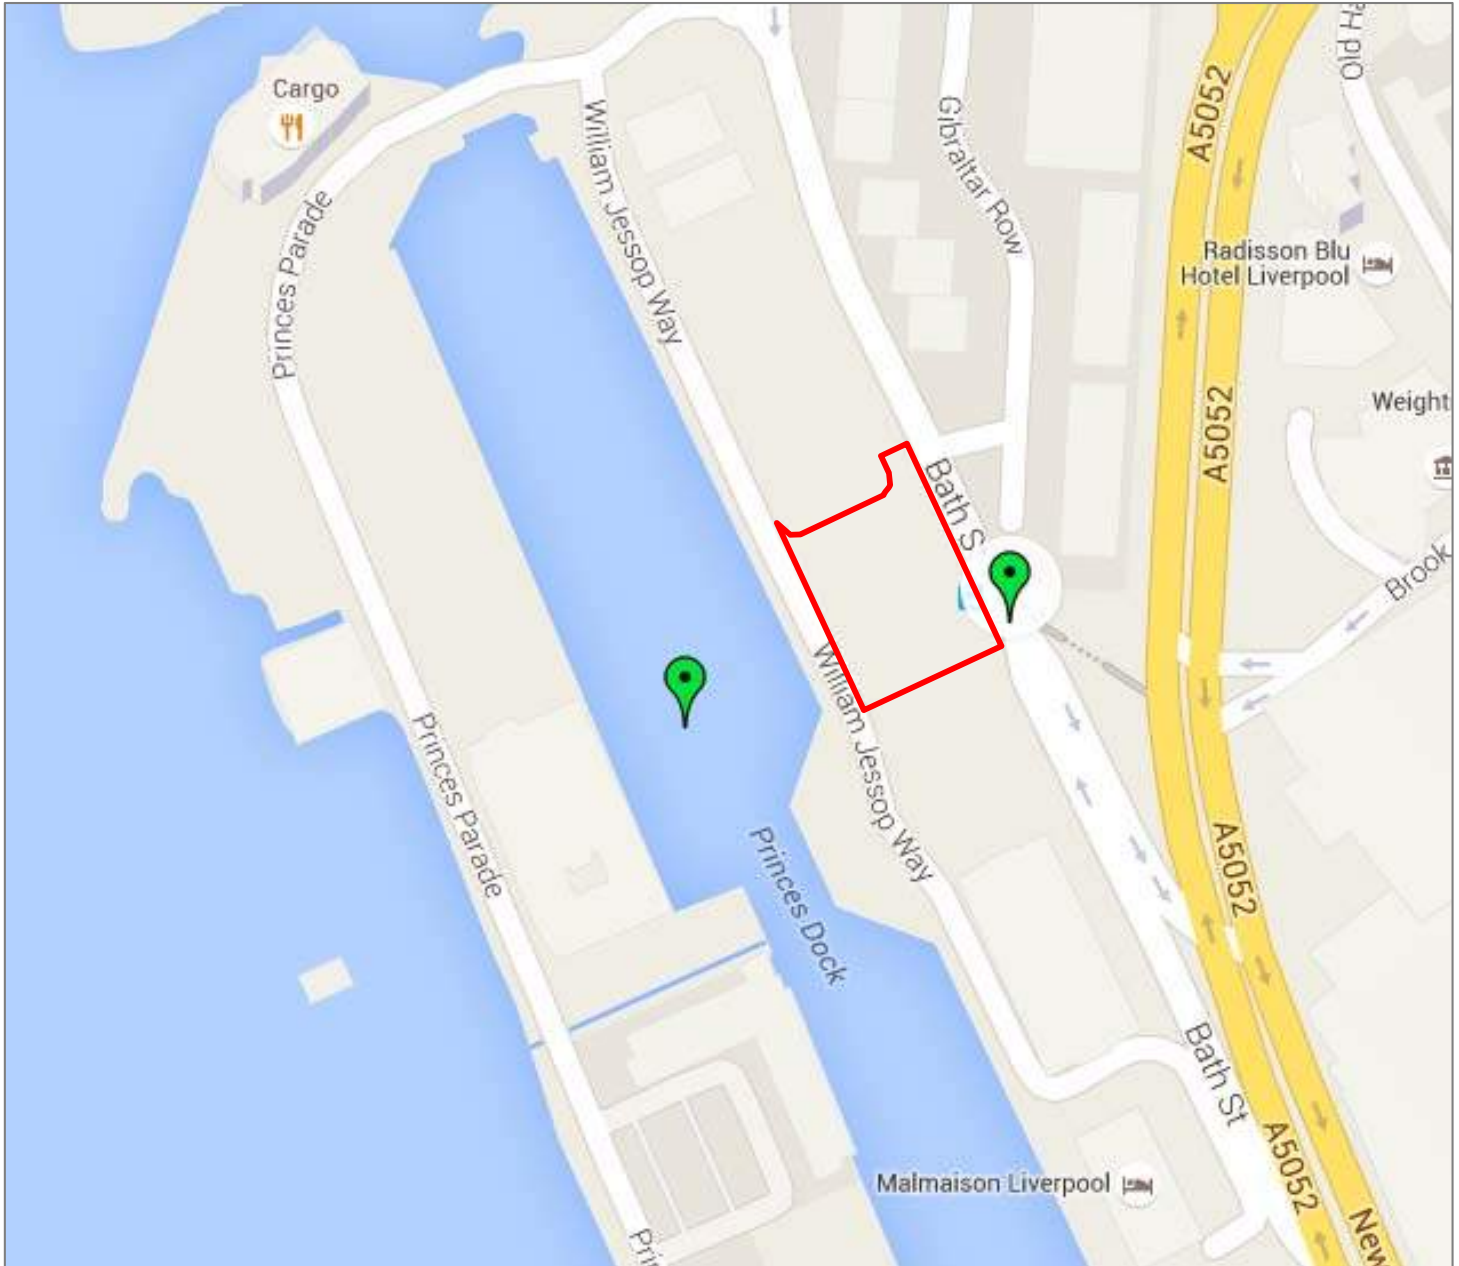 Cargo
Old Ha
A5052
William Jessop Way
Gibraltar Row
Princes Parade
Radisson Blu
Hotel Liverpool
A5052
Weight
Bath S
Brook
William Jessop Way
Princes Parade
Princes Dock
A5052
Bath St
A5052
Malmaison Liverpool
New
Pri